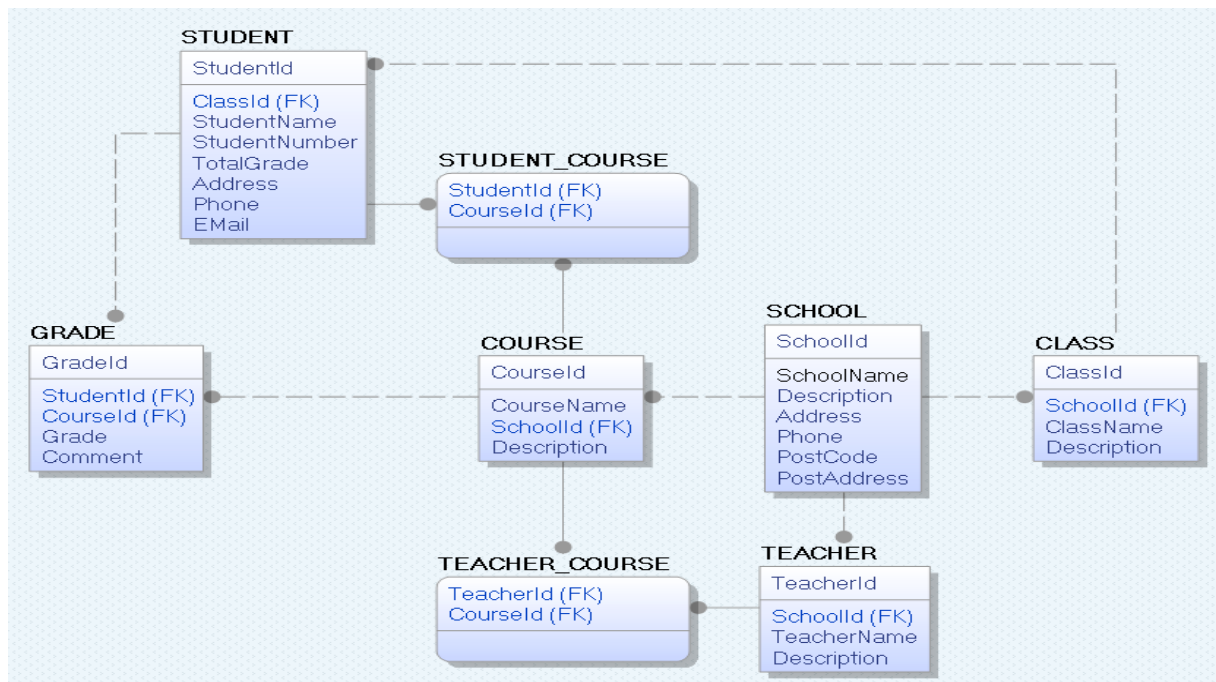 STUDENT
StudentId
ClassId (FK)
StudentName
StudentNumber
TotalGrade
Address
Phone
EMail
STUDENT_COURSE
StudentId (FK)
CourseId (FK)
GRADE
GradeId
StudentId (FK)
CourseId (FK)
Grade
Comment
COURSE
CourseId
CourseName
SchoolId (FK)
Description
SCHOOL
SchoolId
SchoolName
Description
Address
Phone
PostCode
PostAddress
CLASS
ClassId
SchoolId (FK)
ClassName
Description
TEACHER_COURSE
TeacherId (FK)
CourseId (FK)
TEACHER
TeacherId
SchoolId (FK)
TeacherName
Description